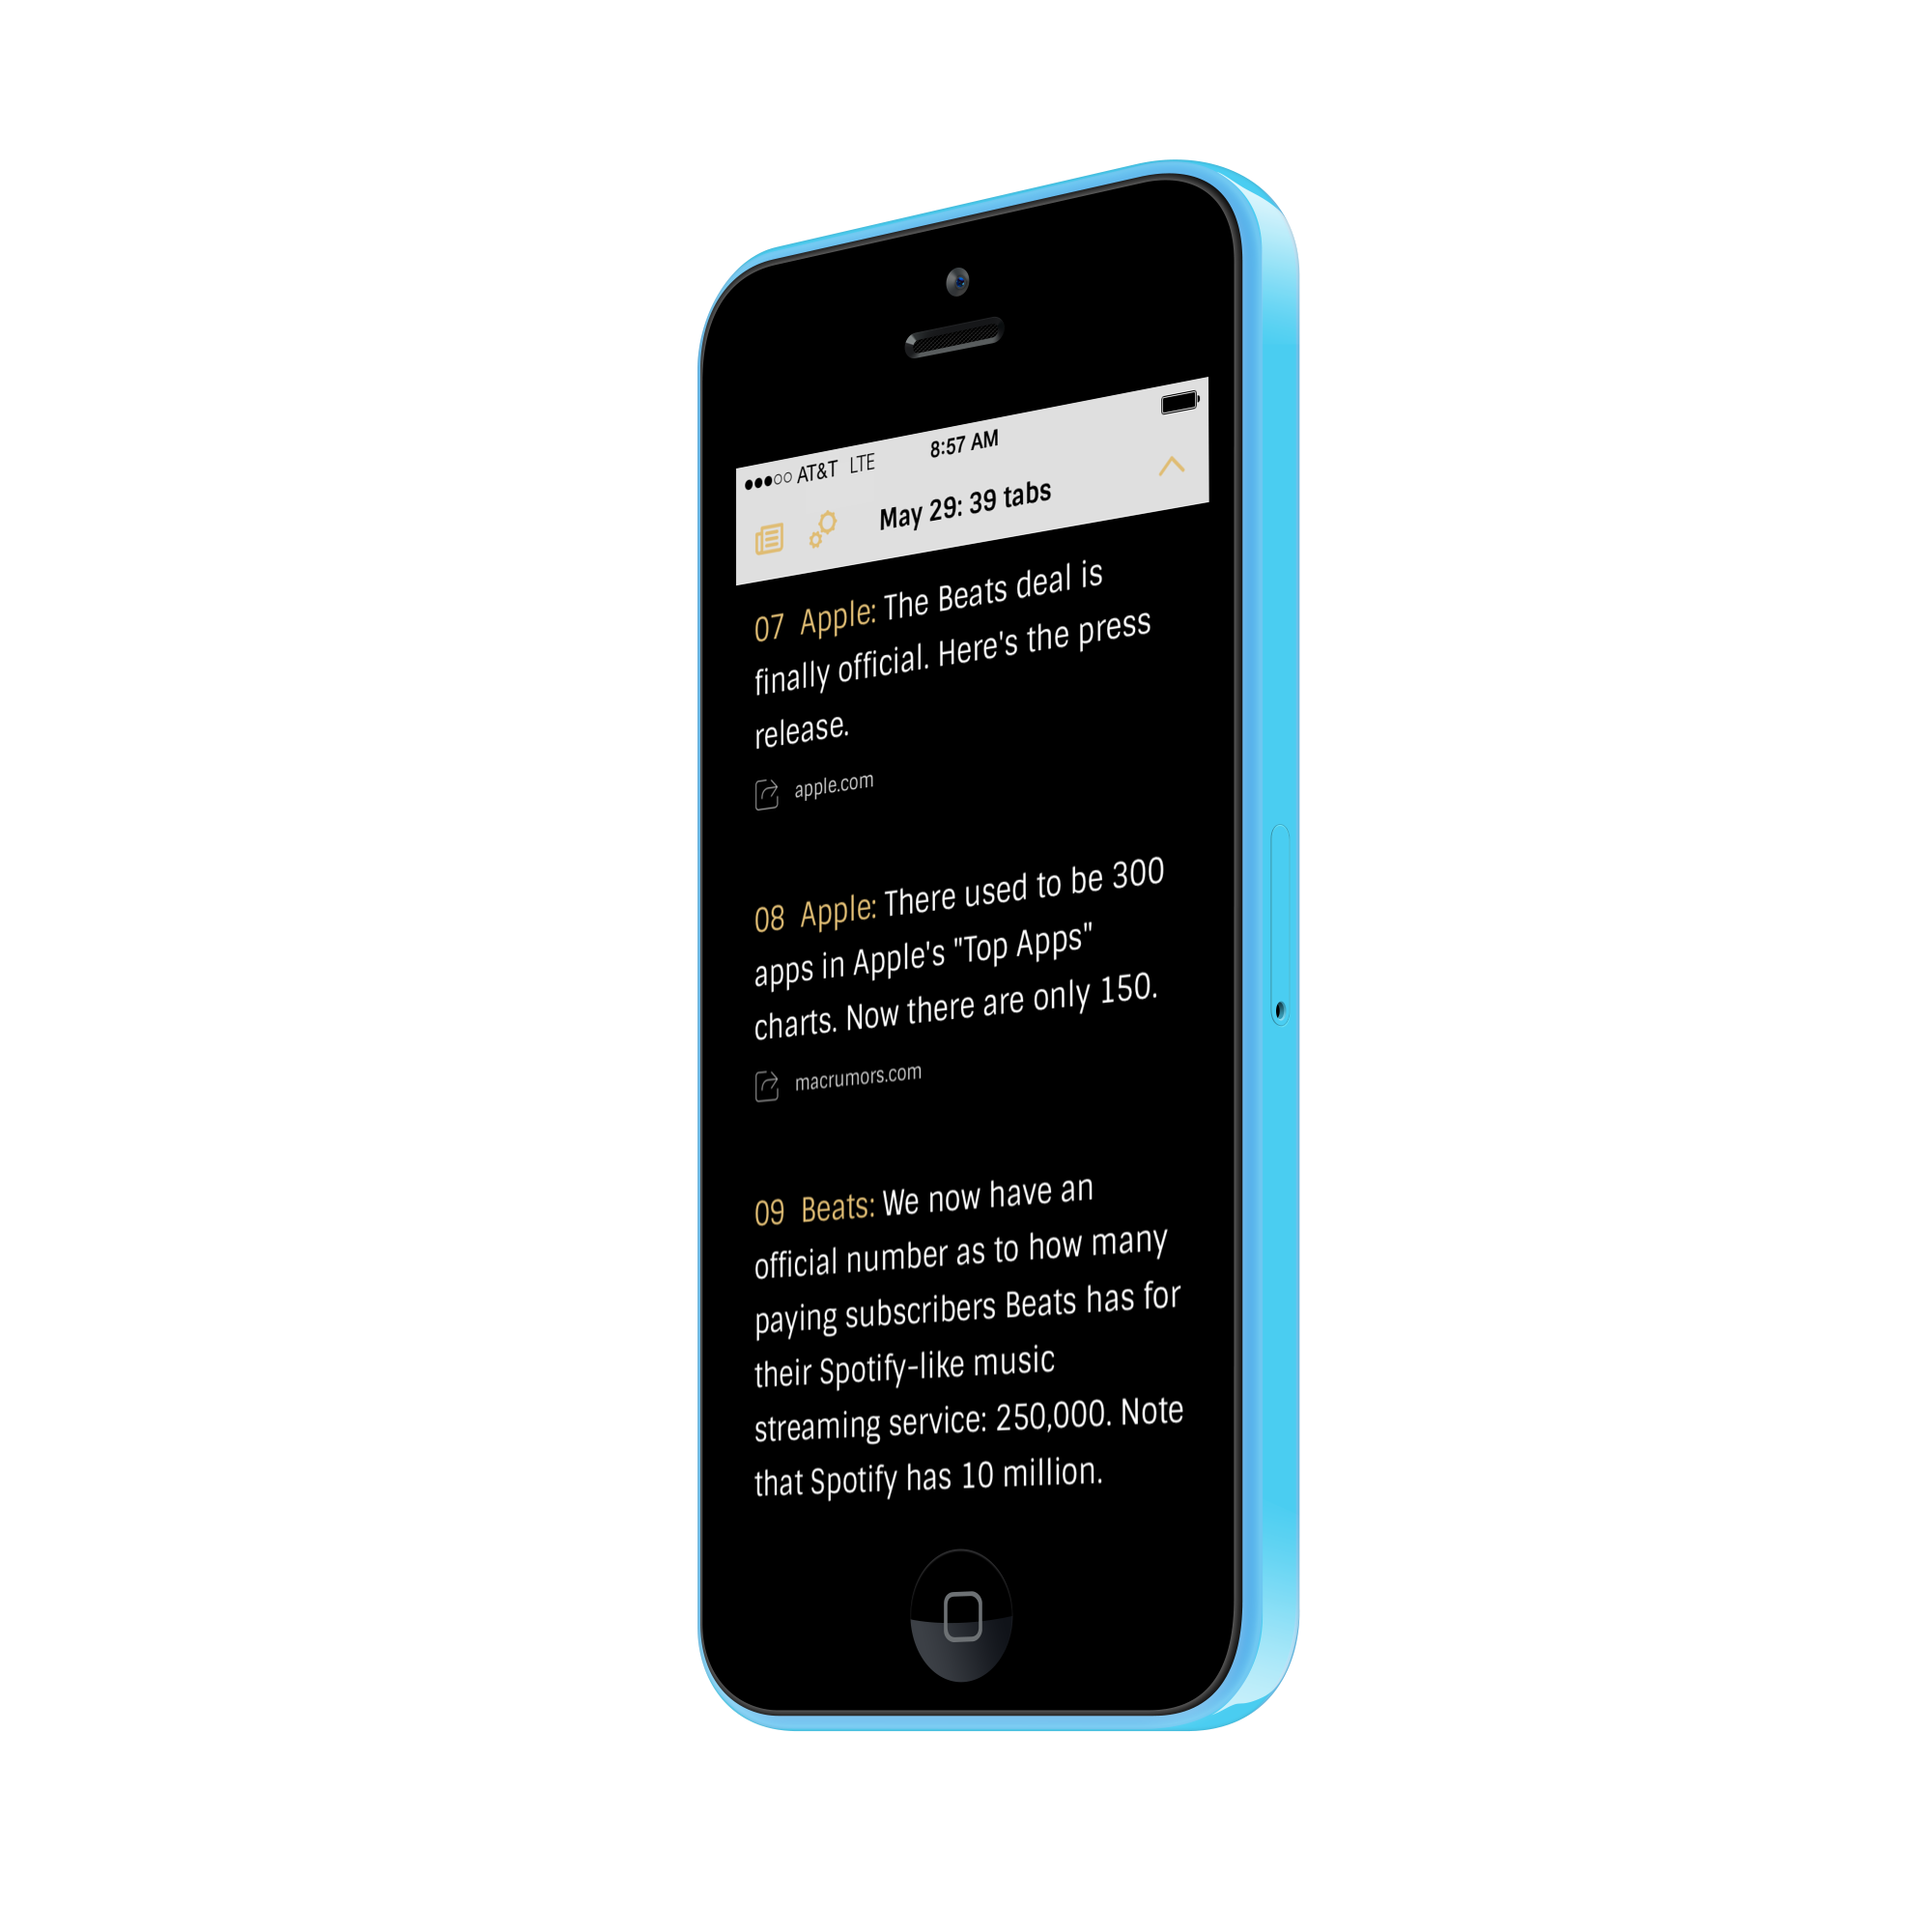 AT&T LTE 8:57 AM
May 29: 39 tabs
07 Apple: The Beats deal is
finally official. Here's the press
release.
apple.com
08 Apple: There used to be 300
apps in Apple's "Top Apps"
charts. Now there are only 150.
macrumors.com
09 Beats: We now have an
official number as to how many
paying subscribers Beats has for
their Spotify-like music
streaming service: 250,000. Note
that Spotify has 10 million.